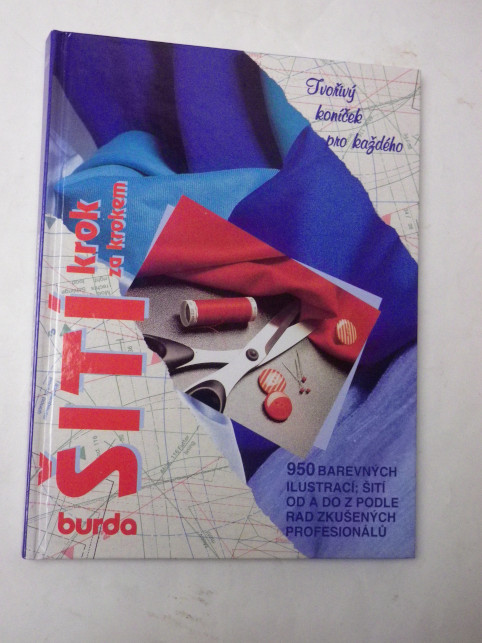 Tvořivý
koníček
pro každého
ŠITÍ krok
za krokem
burda
950 BAREVNÝCH
ILUSTRACÍ; ŠITÍ
OD A DO Z PODLE
RAD ZKUŠENÝCH
PROFESIONÁLŮ